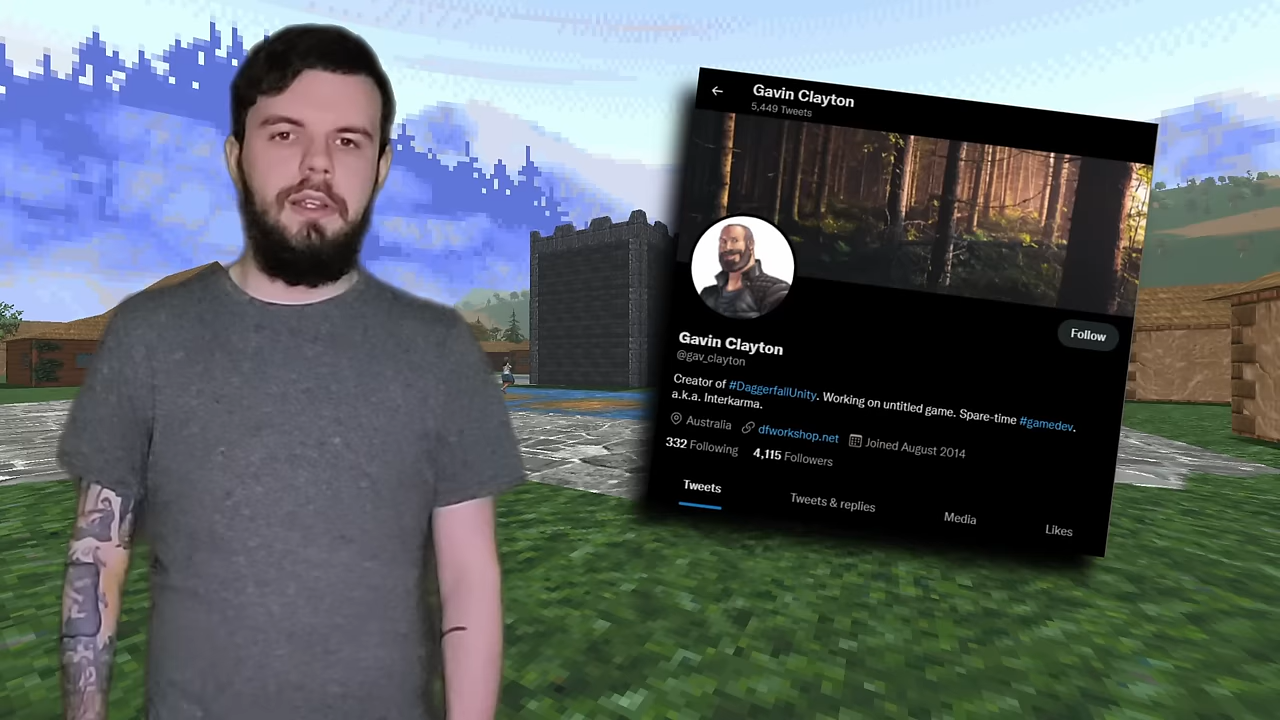 Gavin Clayton
5,449 Tweets
Follow
Gavin Clayton
@gav_clayton
Creator of #DaggerfallUnity. Working on untitled game. Spare-time #gamedev.
a.k.a. Interkarma.
Australia dfworkshop.net Joined August 2014
332 Following 4,115 Followers
Tweets Tweets & replies Media Likes